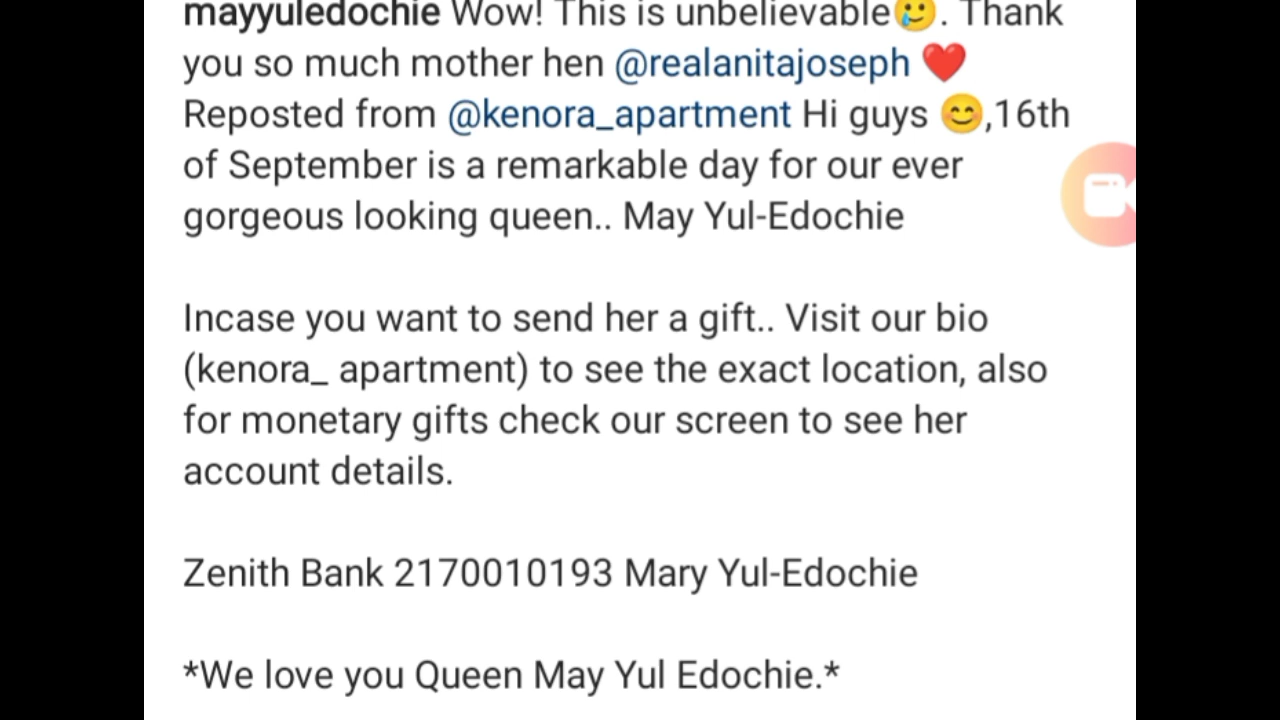 mayyuledochie Wow! This is unbelievable🥲. Thank
you so much mother hen @realanitajoseph ❤️
Reposted from @kenora_apartment Hi guys 😊,16th
of September is a remarkable day for our ever
gorgeous looking queen.. May Yul-Edochie
Incase you want to send her a gift.. Visit our bio
(kenora_ apartment) to see the exact location, also
for monetary gifts check our screen to see her
account details.
Zenith Bank 2170010193 Mary Yul-Edochie
*We love you Queen May Yul Edochie.*